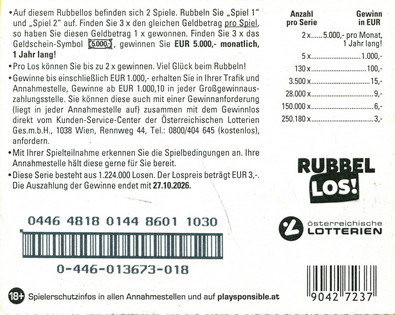 • Auf diesem Rubbellos befinden sich 2 Spiele. Rubbeln Sie „Spiel 1"
und „Spiel 2" auf. Finden Sie 3 x den gleichen Geldbetrag pro Spiel,
so haben Sie diesen Geldbetrag 1 x gewonnen. Finden Sie 3 x das
Geldschein-Symbol 5.000,-, gewinnen Sie EUR 5.000,- monatlich,
1 Jahr lang!
• Pro Los können Sie bis zu 2 x gewinnen. Viel Glück beim Rubbeln!
• Gewinne bis einschließlich EUR 1.000,- erhalten Sie in Ihrer Trafik und
Annahmestelle, Gewinne ab EUR 1.000,10 in jeder Großgewinnaus-
zahlungsstelle. Sie können diese auch mit einer Gewinnanforderung
(liegt in jeder Annahmestelle auf) zusammen mit dem Gewinnlos
direkt vom Kunden-Service-Center der Österreichischen Lotterien
Ges.m.b.H., 1038 Wien, Rennweg 44, Tel.: 0800/404 645 (kostenlos),
anfordern.
• Mit Ihrer Spielteilnahme erkennen Sie die Spielbedingungen an. Ihre
Annahmestelle hält diese gerne für Sie bereit.
• Diese Serie besteht aus 1.224.000 Losen. Der Lospreis beträgt EUR 3,-.
Die Auszahlung der Gewinne endet mit 27.10.2026.
Anzahl Gewinn
pro Serie in EUR
2 x 5.000,- pro Monat,
1 Jahr lang!
5 x 1.000,-
130 x 100,-
3.500 x 15,-
28.000 x 9,-
150.000 x 6,-
250.180 x 3,-
RUBBEL
LOS!
österreichische
LOTTERIEN
0446 4818 0144 8601 1030
0-446-013673-018
18+ Spielerschutzinfos in allen Annahmestellen und auf playsponsible.at
9042 7237